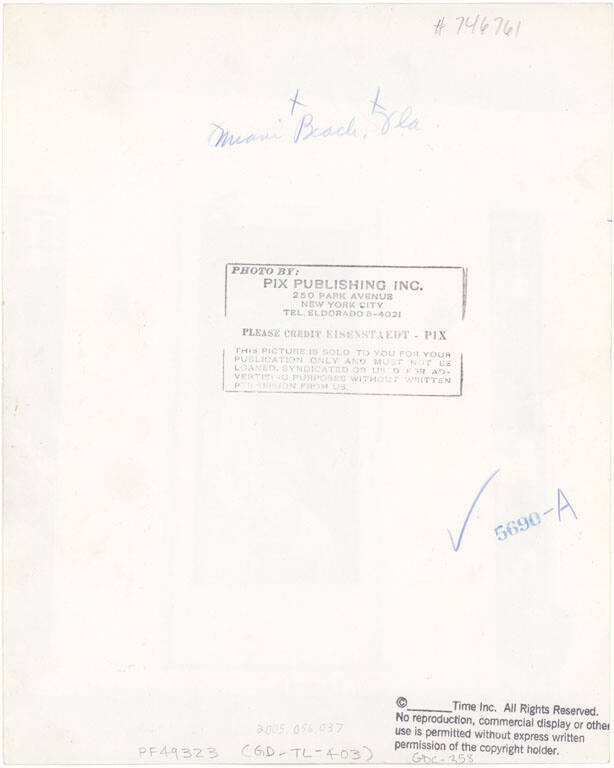 # 746761
Miami Beach, Fla
PHOTO BY:
PIX PUBLISHING INC.
250 PARK AVENUE
NEW YORK CITY
TEL. ELDORADO 5-4021
PLEASE CREDIT EISENSTAEDT - PIX
THIS PICTURE IS SOLD TO YOU FOR YOUR
PUBLICATION ONLY AND MUST NOT BE
LOANED, SYNDICATED OR USED FOR AD-
VERTISING PURPOSES WITHOUT WRITTEN
PERMISSION FROM US.
5690-A
© Time Inc. All Rights Reserved.
No reproduction, commercial display or other
use is permitted without express written
permission of the copyright holder.
2005.056.037
PF49323 (GD-TL-403)
GDC-358